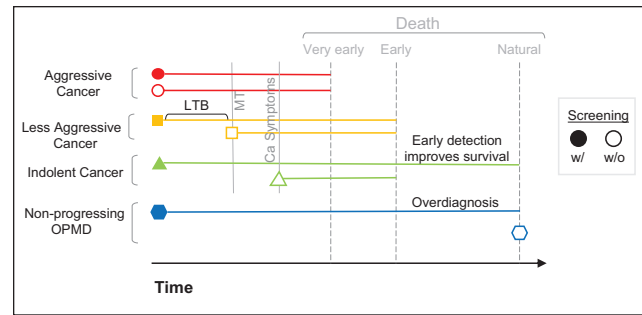 Death
Very early
Early
Natural
Aggressive
Cancer
LTB
MT
Ca Symptoms
Less Aggressive
Cancer
Early detection
improves survival
Indolent Cancer
Overdiagnosis
Non-progressing
OPMD
Screening
w/ w/o
Time